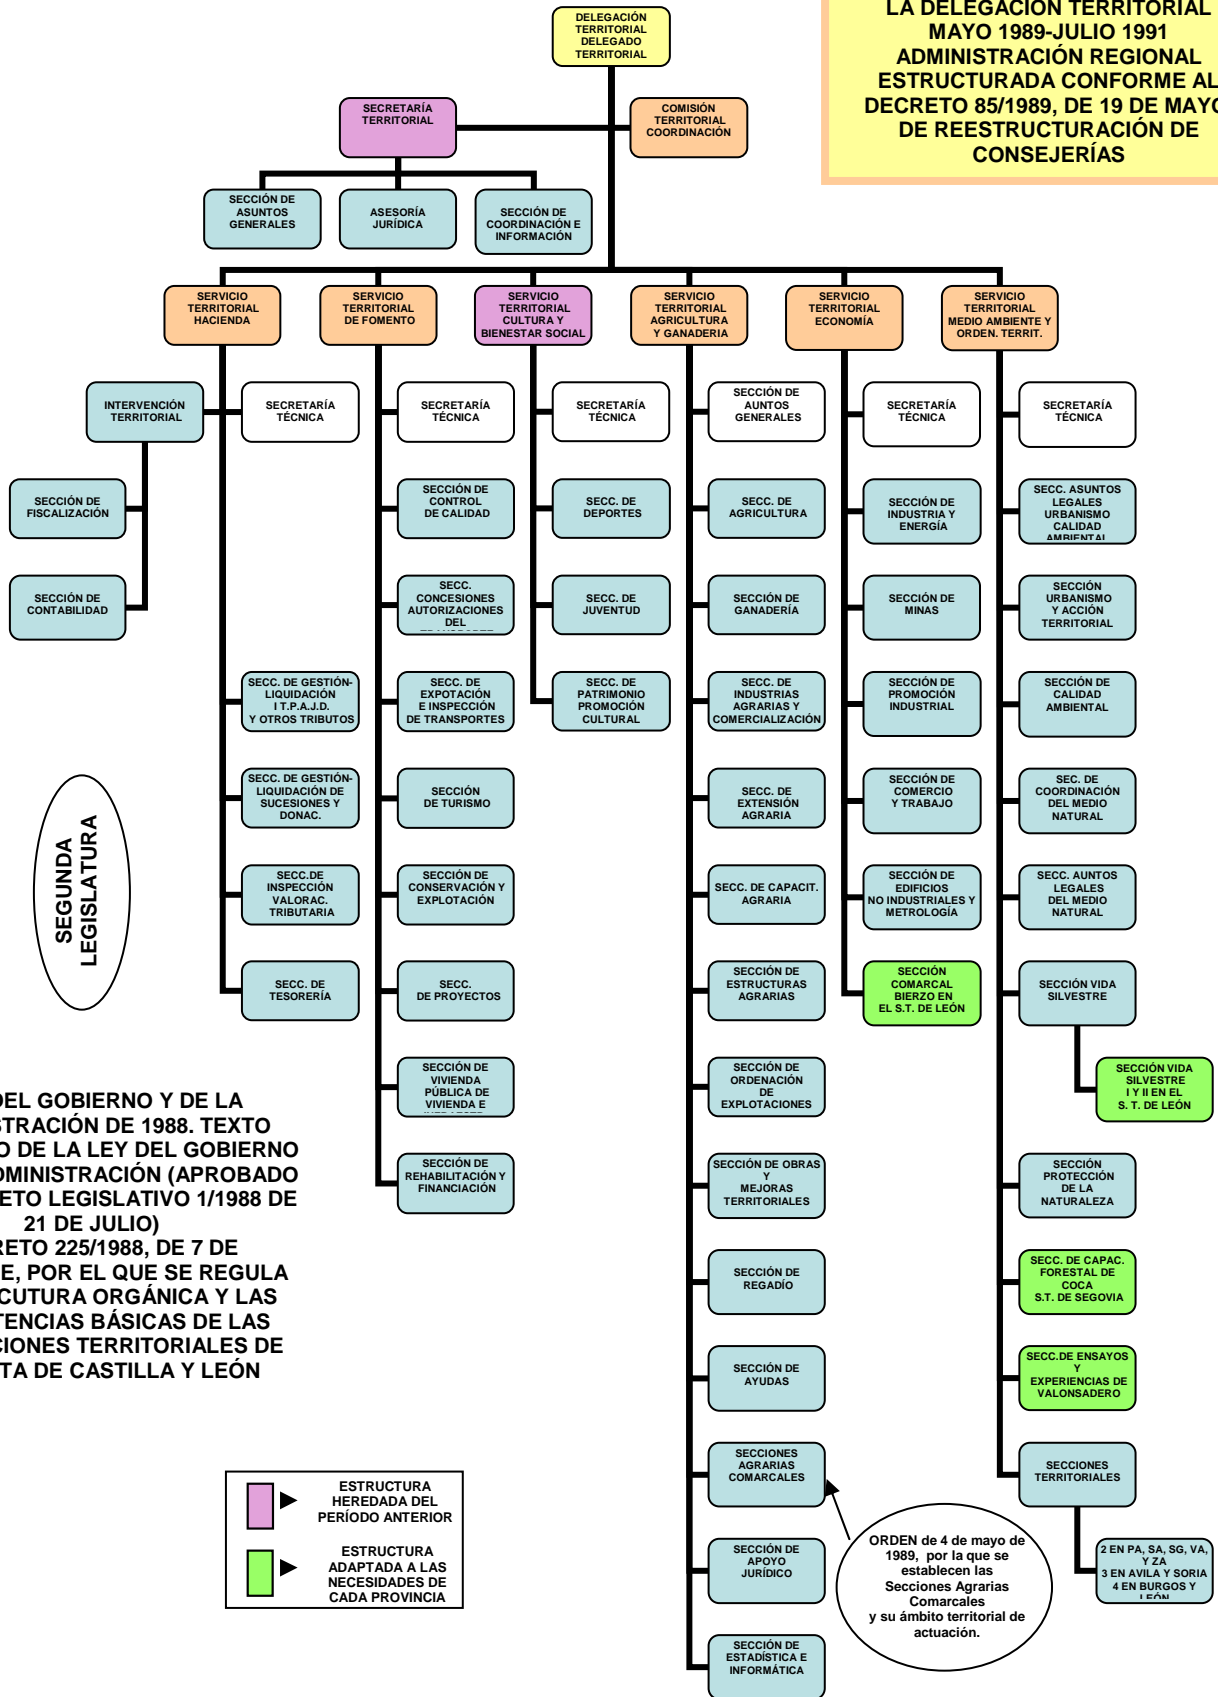 DELEGACIÓN
TERRITORIAL
DELEGADO
TERRITORIAL
LA DELEGACIÓN TERRITORIAL
MAYO 1989-JULIO 1991
ADMINISTRACIÓN REGIONAL
ESTRUCTURADA CONFORME AL
DECRETO 85/1989, DE 19 DE MAYO
DE REESTRUCTURACIÓN DE
CONSEJERÍAS
SECRETARÍA
TERRITORIAL
COMISIÓN
TERRITORIAL
COORDINACIÓN
SECCIÓN DE
ASUNTOS
GENERALES
ASESORÍA
JURÍDICA
SECCIÓN DE
COORDINACIÓN E
INFORMACIÓN
SERVICIO
TERRITORIAL
HACIENDA
SERVICIO
TERRITORIAL
DE FOMENTO
SERVICIO
TERRITORIAL
CULTURA Y
BIENESTAR SOCIAL
SERVICIO
TERRITORIAL
AGRICULTURA
Y GANADERIA
SERVICIO
TERRITORIAL
ECONOMÍA
SERVICIO
TERRITORIAL
MEDIO AMBIENTE Y
ORDEN. TERRIT.
INTERVENCIÓN
TERRITORIAL
SECRETARÍA
TÉCNICA
SECRETARÍA
TÉCNICA
SECRETARÍA
TÉCNICA
SECCIÓN DE
AUNTOS
GENERALES
SECRETARÍA
TÉCNICA
SECRETARÍA
TÉCNICA
SECCIÓN DE
FISCALIZACIÓN
SECCIÓN DE
CONTROL
DE CALIDAD
SECC. DE
DEPORTES
SECC. DE
AGRICULTURA
SECCIÓN DE
INDUSTRIA Y
ENERGÍA
SECC. ASUNTOS
LEGALES
URBANISMO
CALIDAD
AMBIENTAL
SECCIÓN DE
CONTABILIDAD
SECC.
CONCESIONES
AUTORIZACIONES
DEL
SECC. DE
JUVENTUD
SECCIÓN DE
GANADERÍA
SECCIÓN DE
MINAS
SECCIÓN
URBANISMO
Y ACCIÓN
TERRITORIAL
SECC. DE GESTIÓN-
LIQUIDACIÓN
I T.P.A.J.D.
Y OTROS TRIBUTOS
SECC. DE
EXPOTACIÓN
E INSPECCIÓN
DE TRANSPORTES
SECC. DE
PATRIMONIO
PROMOCIÓN
CULTURAL
SECC. DE
INDUSTRIAS
AGRARIAS Y
COMERCIALIZACIÓN
SECCIÓN DE
PROMOCIÓN
INDUSTRIAL
SECCIÓN DE
CALIDAD
AMBIENTAL
SECC. DE GESTIÓN-
LIQUIDACIÓN DE
SUCESIONES Y
DONAC.
SECCIÓN
DE TURISMO
SECC. DE
EXTENSIÓN
AGRARIA
SECCIÓN DE
COMERCIO
Y TRABAJO
SEC. DE
COORDINACIÓN
DEL MEDIO
NATURAL
SEGUNDA
LEGISLATURA
SECC.DE
INSPECCIÓN
VALORAC.
TRIBUTARIA
SECCIÓN DE
CONSERVACIÓN Y
EXPLOTACIÓN
SECC. DE CAPACIT.
AGRARIA
SECCIÓN DE
EDIFICIOS
NO INDUSTRIALES Y
METROLOGÍA
SECC. AUNTOS
LEGALES
DEL MEDIO
NATURAL
SECC. DE
TESORERÍA
SECC.
DE PROYECTOS
SECCIÓN DE
ESTRUCTURAS
AGRARIAS
SECCIÓN
COMARCAL
BIERZO EN
EL S.T. DE LEÓN
SECCIÓN VIDA
SILVESTRE
SECCIÓN DE
VIVIENDA
PÚBLICA DE
VIVIENDA E
SECCIÓN DE
ORDENACIÓN
DE
EXPLOTACIONES
SECCIÓN VIDA
SILVESTRE
I Y II EN EL
S. T. DE LEÓN
DEL GOBIERNO Y DE LA
STRACIÓN DE 1988. TEXTO
O DE LA LEY DEL GOBIERNO
DMINISTRACIÓN (APROBADO
ETO LEGISLATIVO 1/1988 DE
21 DE JULIO)
RETO 225/1988, DE 7 DE
E, POR EL QUE SE REGULA
CUTURA ORGÁNICA Y LAS
TENCIAS BÁSICAS DE LAS
CIONES TERRITORIALES DE
TA DE CASTILLA Y LEÓN
SECCIÓN DE
REHABILITACIÓN Y
FINANCIACIÓN
SECCIÓN DE OBRAS
Y
MEJORAS
TERRITORIALES
SECCIÓN
PROTECCIÓN
DE LA
NATURALEZA
SECCIÓN DE
REGADÍO
SECC. DE CAPAC.
FORESTAL DE
COCA
S.T. DE SEGOVIA
SECCIÓN DE
AYUDAS
SECC.DE ENSAYOS
Y
EXPERIENCIAS DE
VALONSADERO
SECCIONES
AGRARIAS
COMARCALES
SECCIONES
TERRITORIALES
ESTRUCTURA
HEREDADA DEL
PERÍODO ANTERIOR
ESTRUCTURA
ADAPTADA A LAS
NECESIDADES DE
CADA PROVINCIA
SECCIÓN DE
APOYO
JURÍDICO
ORDEN de 4 de mayo de
1989, por la que se
establecen las
Secciones Agrarias
Comarcales
y su ámbito territorial de
actuación.
2 EN PA, SA, SG, VA,
Y ZA
3 EN AVILA Y SORIA
4 EN BURGOS Y
LEÓN
SECCIÓN DE
ESTADÍSTICA E
INFORMÁTICA